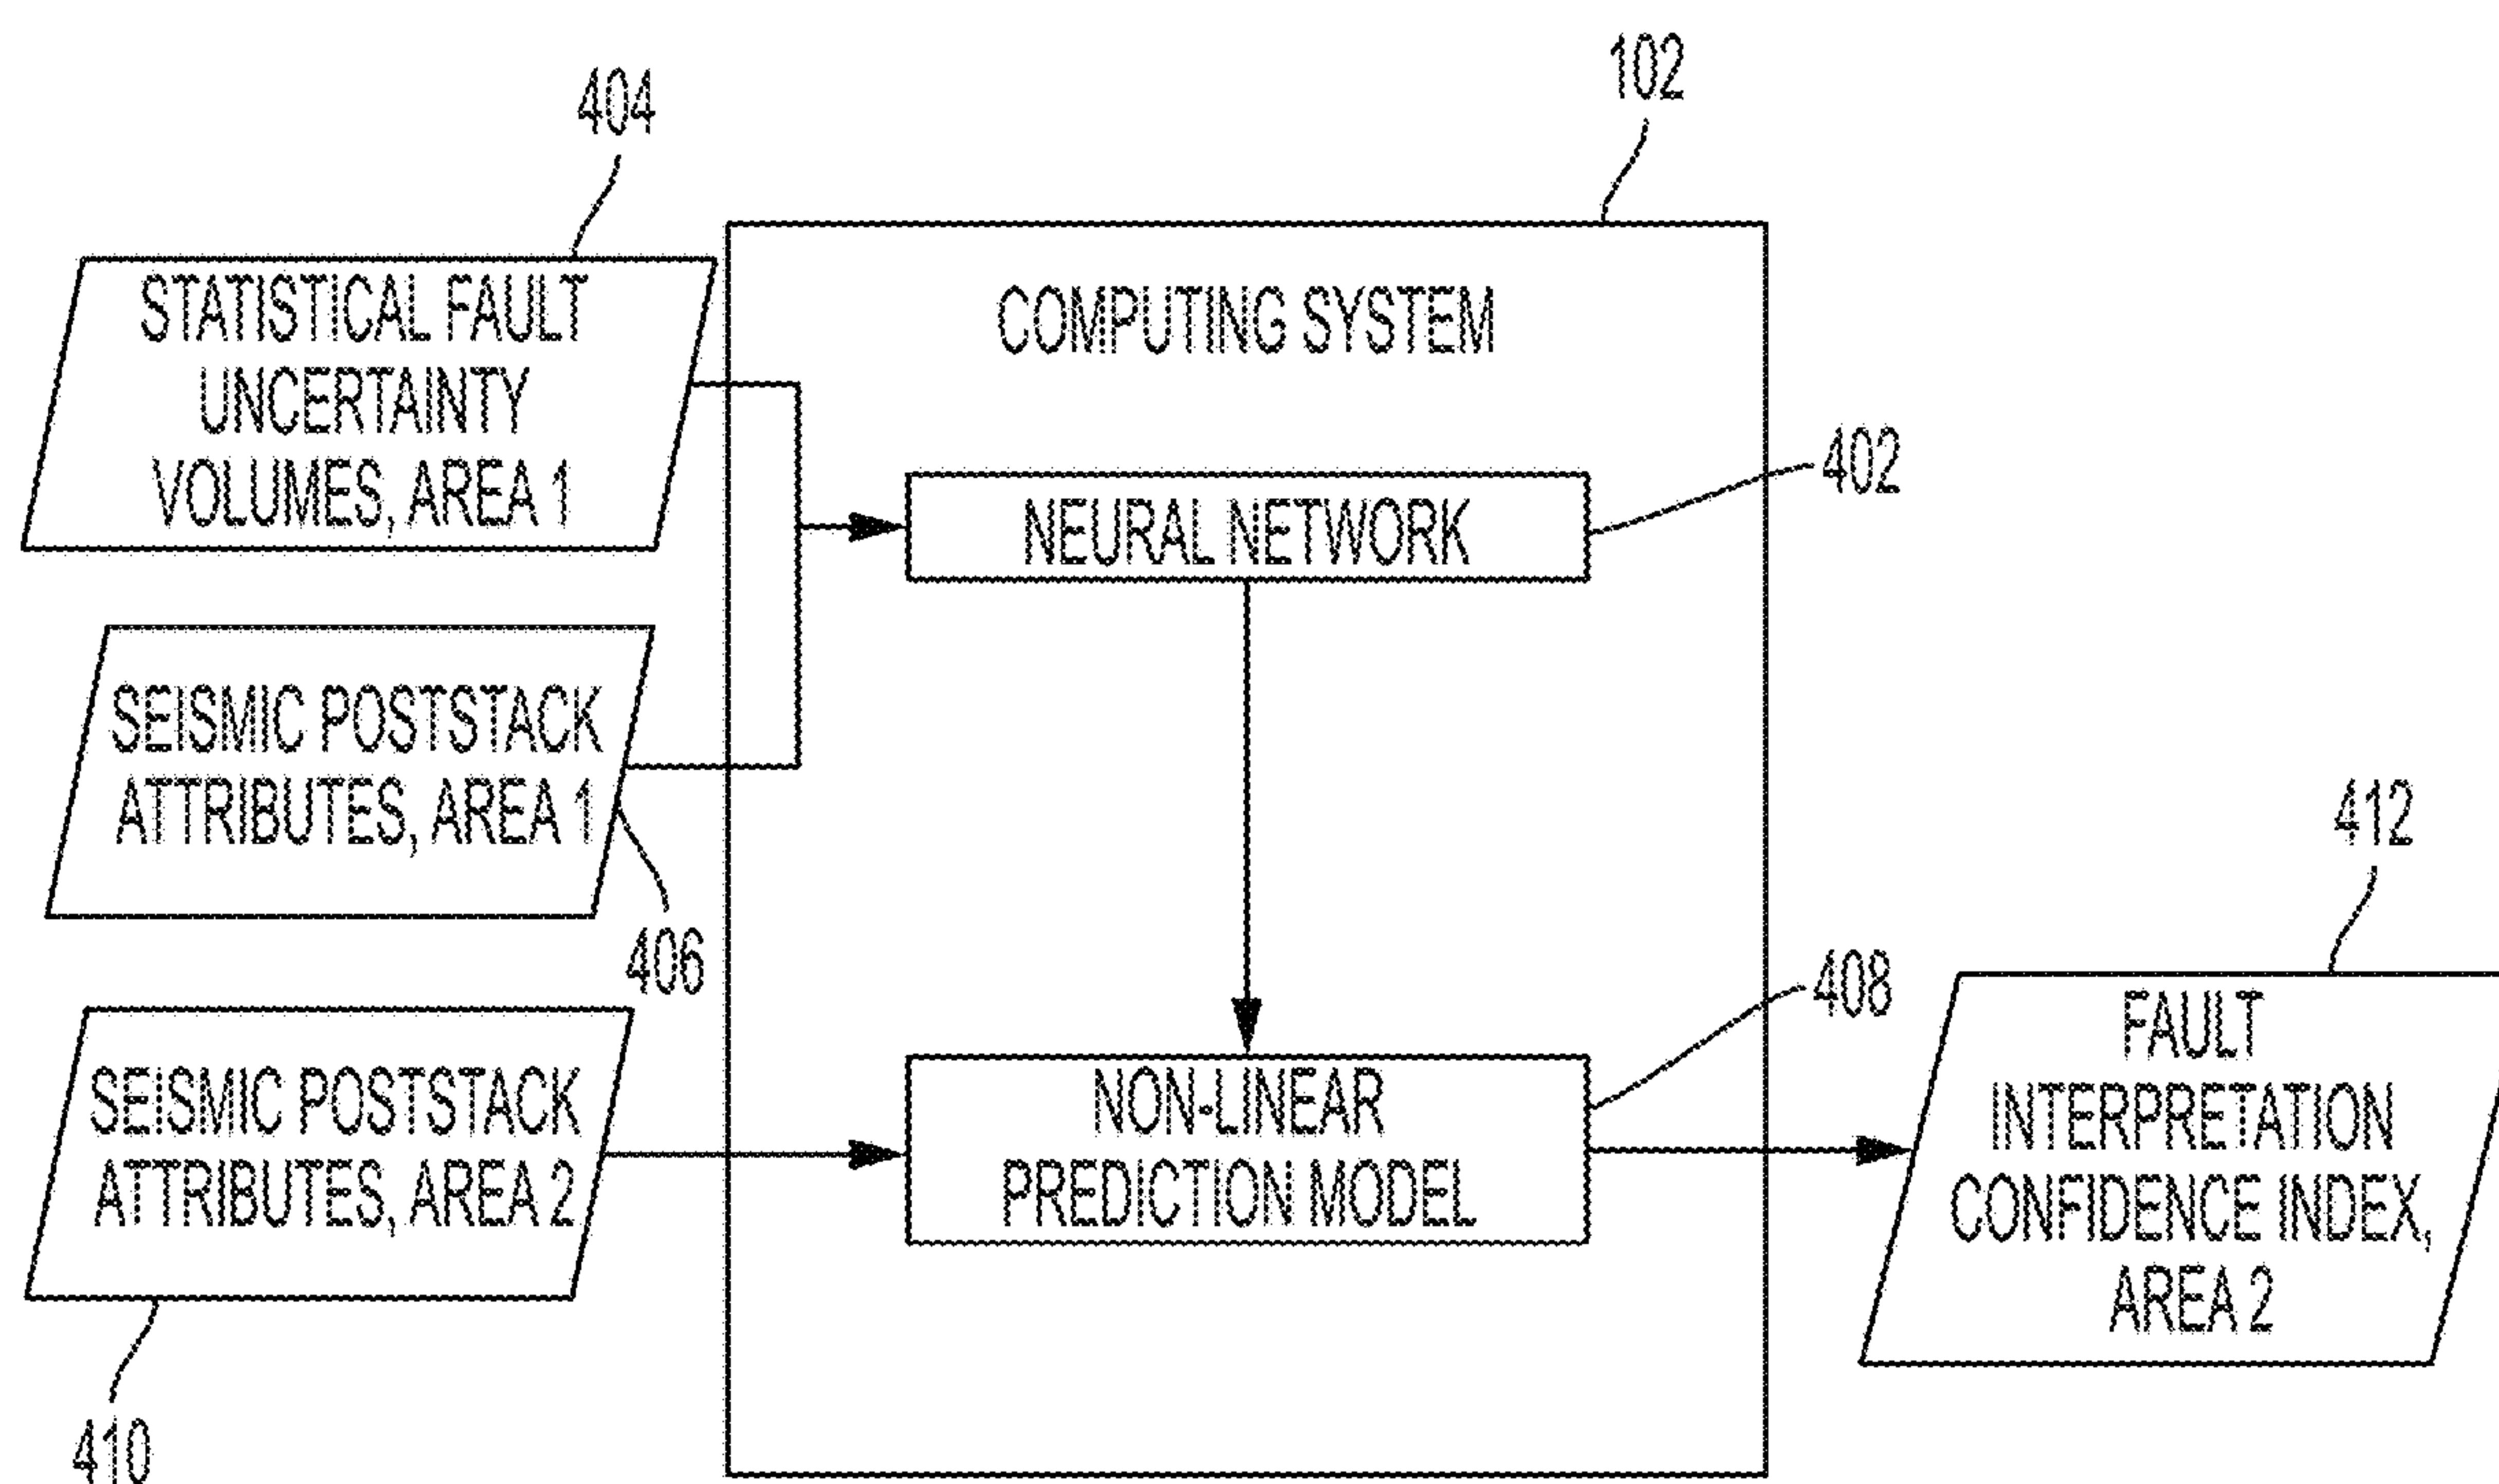 102
404
STATISTICAL FAULT
UNCERTAINTY
VOLUMES, AREA 1
COMPUTING SYSTEM
402
NEURAL NETWORK
SEISMIC POSTSTACK
ATTRIBUTES, AREA 1
406
412
408
SEISMIC POSTSTACK
ATTRIBUTES, AREA 2
410
NON-LINEAR
PREDICTION MODEL
FAULT
INTERPRETATION
CONFIDENCE INDEX,
AREA 2